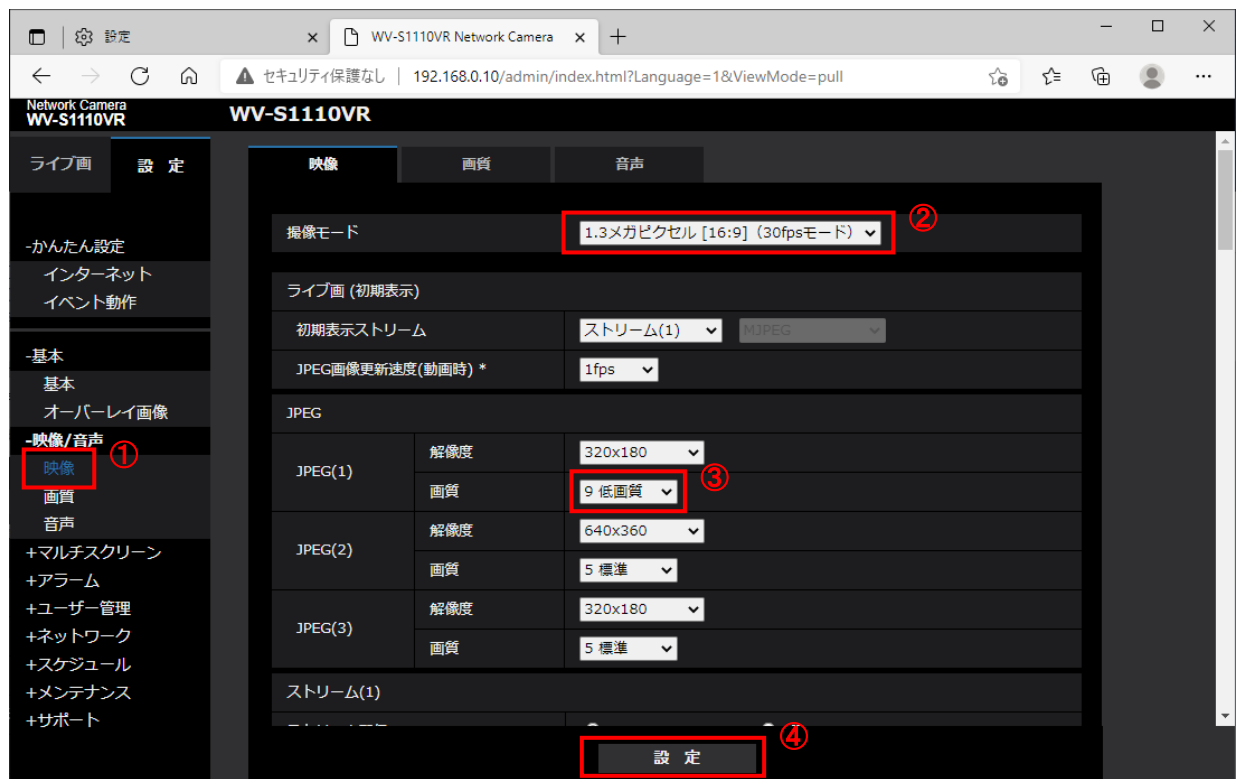 設定
WV-S1110VR Network Camera
セキュリティ保護なし | 192.168.0.10/admin/index.html?Language=1&ViewMode=pull
Network Camera
WV-S1110VR
WV-S1110VR
ライブ画 設 定
-かんたん設定
インターネット
イベント動作
-基本
基本
オーバーレイ画像
-映像/音声
①
映像
画質
音声
+マルチスクリーン
+アラーム
+ユーザー管理
+ネットワーク
+スケジュール
+メンテナンス
+サポート
映像 画質 音声
撮像モード 1.3メガピクセル [16:9]（30fpsモード） ②
ライブ画 (初期表示)
初期表示ストリーム ストリーム(1) MJPEG
JPEG画像更新速度(動画時) * 1fps
JPEG
JPEG(1) 解像度 320x180
画質 9 低画質 ③
JPEG(2) 解像度 640x360
画質 5 標準
JPEG(3) 解像度 320x180
画質 5 標準
ストリーム(1)
設 定 ④